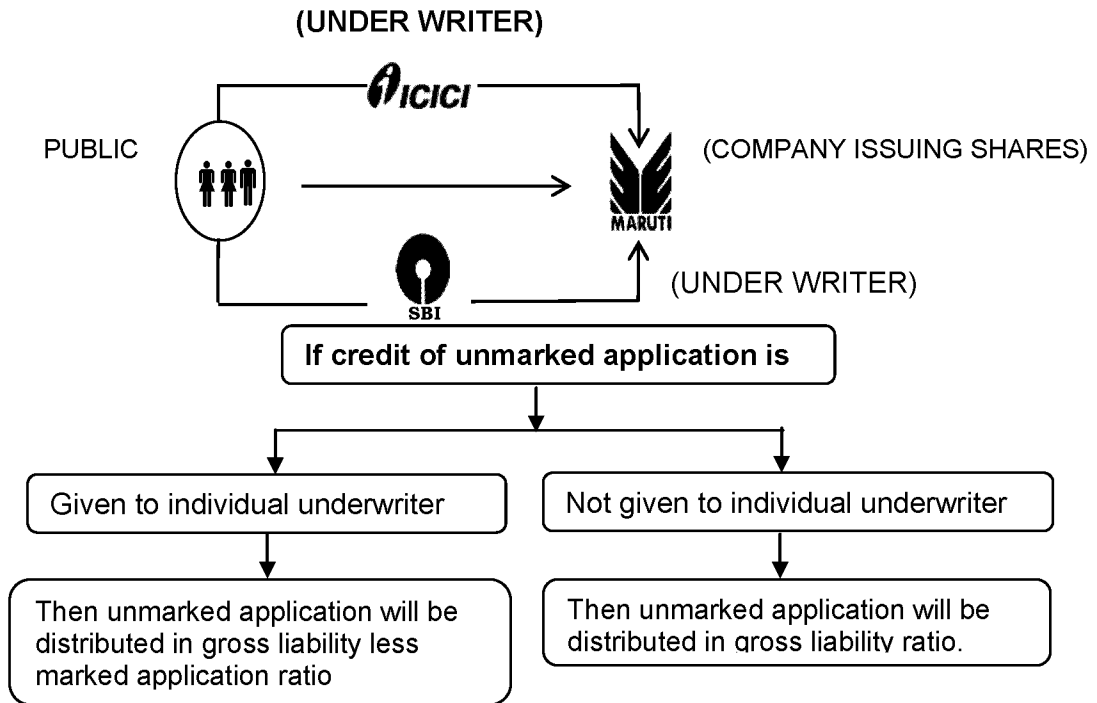 (UNDER WRITER)
ICICI
PUBLIC
(COMPANY ISSUING SHARES)
MARUTI
(UNDER WRITER)
SBI
If credit of unmarked application is
Given to individual underwriter
Not given to individual underwriter
Then unmarked application will be
distributed in gross liability less
marked application ratio
Then unmarked application will be
distributed in gross liability ratio.